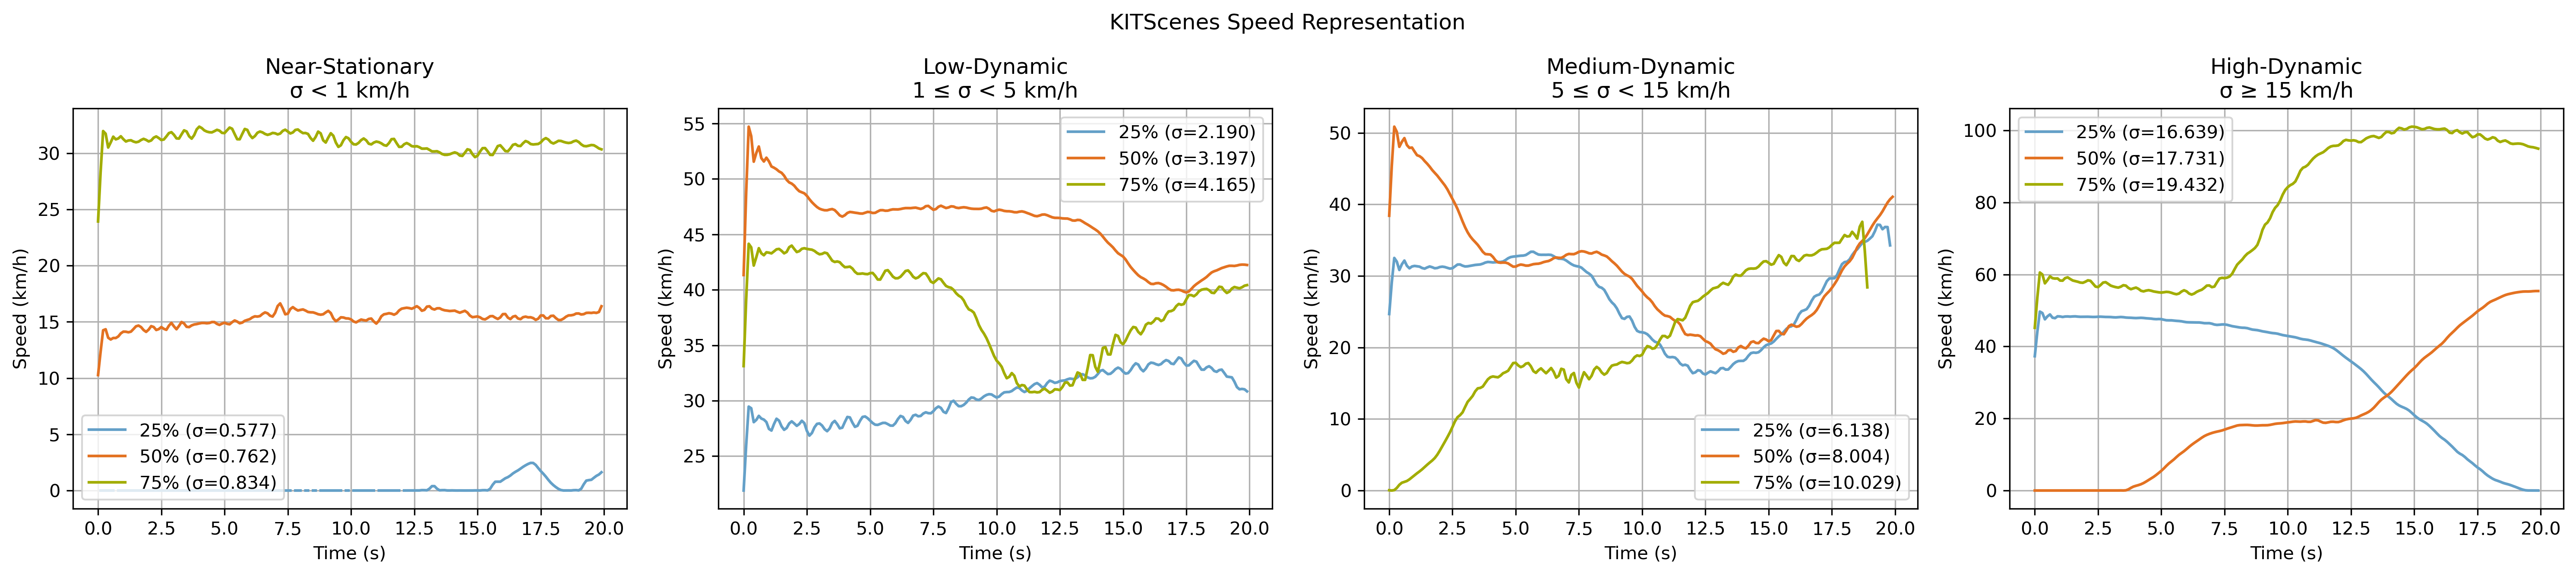 KITScenes Speed Representation
Near-Stationary
σ < 1 km/h
Speed (km/h)
30
25
20
15
10
5
0
25% (σ=0.577)
50% (σ=0.762)
75% (σ=0.834)
0.0 2.5 5.0 7.5 10.0 12.5 15.0 17.5 20.0
Time (s)
Low-Dynamic
1 ≤ σ < 5 km/h
Speed (km/h)
55
50
45
40
35
30
25
25% (σ=2.190)
50% (σ=3.197)
75% (σ=4.165)
0.0 2.5 5.0 7.5 10.0 12.5 15.0 17.5 20.0
Time (s)
Medium-Dynamic
5 ≤ σ < 15 km/h
Speed (km/h)
50
40
30
20
10
0
25% (σ=6.138)
50% (σ=8.004)
75% (σ=10.029)
0.0 2.5 5.0 7.5 10.0 12.5 15.0 17.5 20.0
Time (s)
High-Dynamic
σ ≥ 15 km/h
Speed (km/h)
100
80
60
40
20
0
25% (σ=16.639)
50% (σ=17.731)
75% (σ=19.432)
0.0 2.5 5.0 7.5 10.0 12.5 15.0 17.5 20.0
Time (s)